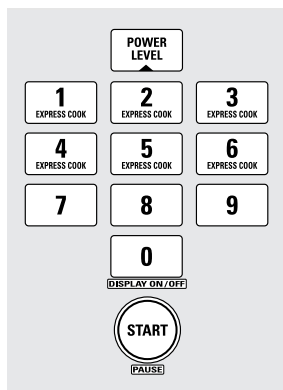 POWER
LEVEL
1 2 3
EXPRESS COOK EXPRESS COOK EXPRESS COOK
4 5 6
EXPRESS COOK EXPRESS COOK EXPRESS COOK
7 8 9
0
DISPLAY ON/OFF
START
PAUSE